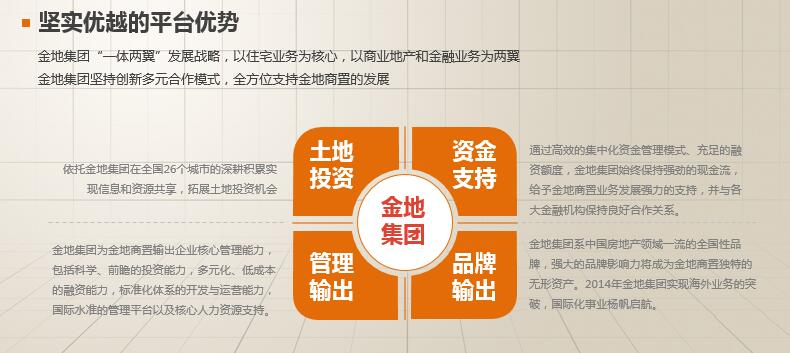 坚实优越的平台优势
金地集团“一体两翼”发展战略，以住宅业务为核心，以商业地产和金融业务为两翼
金地集团坚持创新多元合作模式，全方位支持金地商置的发展
土地
投资
依托金地集团在全国26个城市的深耕积累实
现信息和资源共享，拓展土地投资机会
资金
支持
通过高效的集中化资金管理模式、充足的融
资额度，金地集团始终保持强劲的现金流，
给予金地商置业务发展强力的支持，并与各
大金融机构保持良好合作关系。
金地
集团
管理
输出
金地集团为金地商置输出企业核心管理能力，
包括科学、前瞻的投资能力，多元化、低成本
的融资能力，标准化体系的开发与运营能力，
国际水准的管理平台以及核心人力资源支持。
品牌
输出
金地集团系中国房地产领域一流的全国性品
牌，强大的品牌影响力将成为金地商置独特的
无形资产。2014年金地集团实现海外业务的突
破，国际化事业杨帆启航。